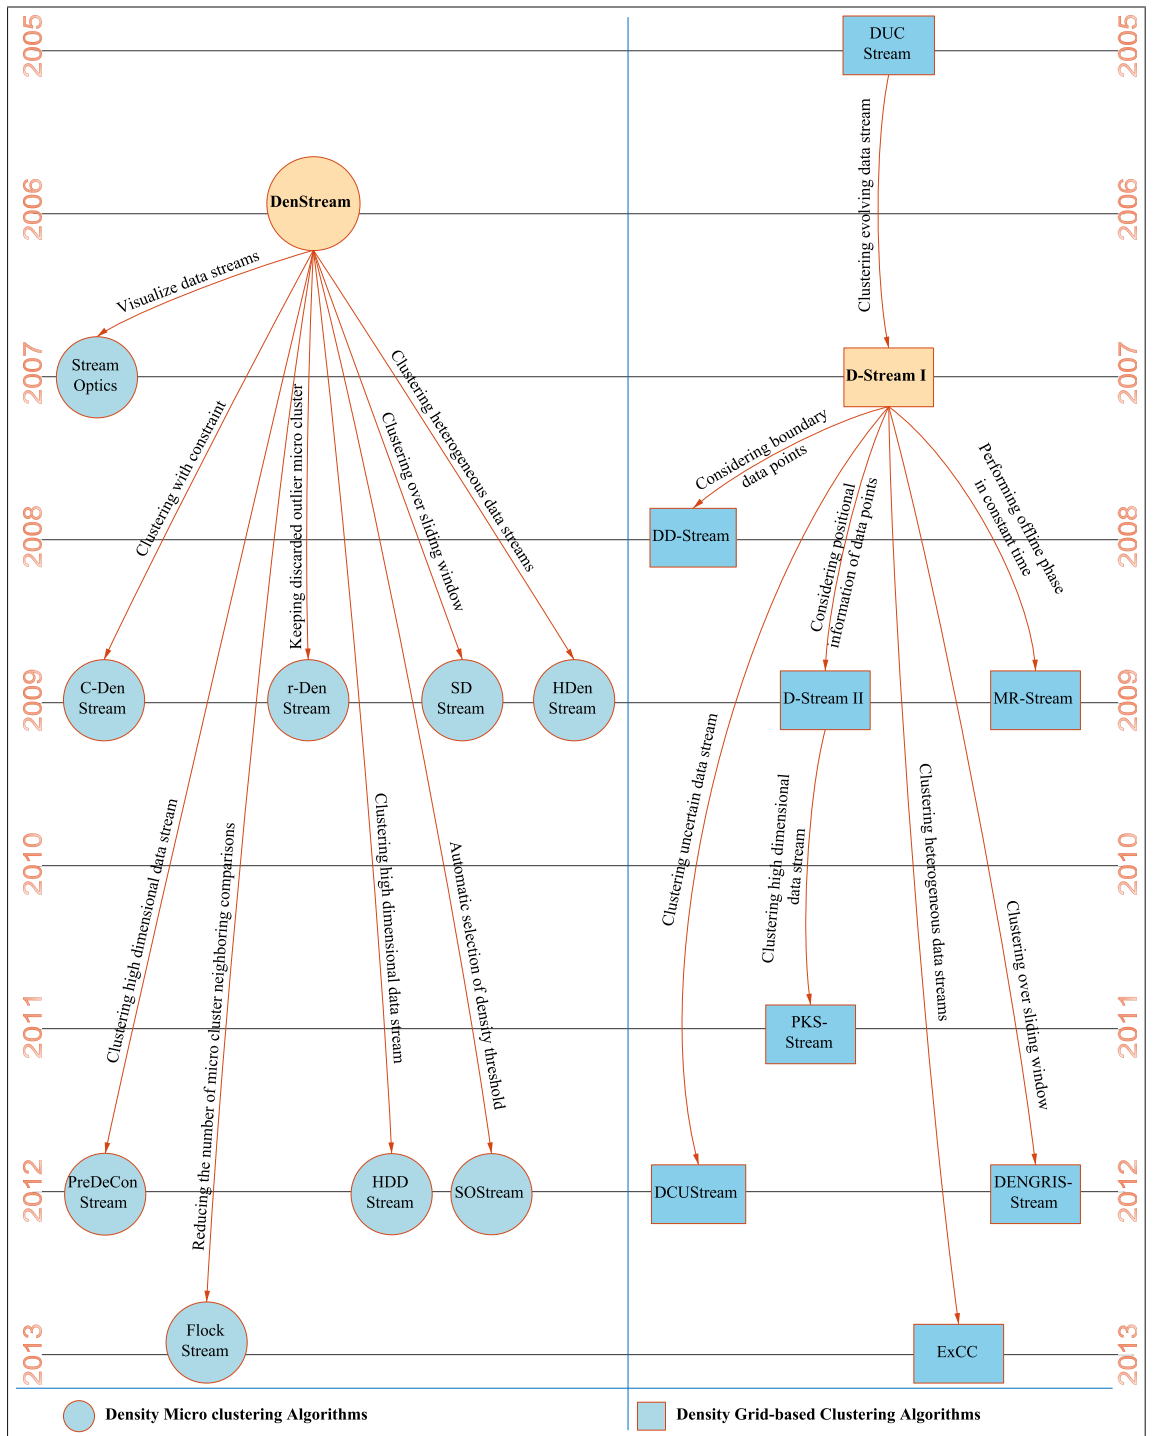 2005
2005
DUC
Stream
Clustering evolving data stream
2006
2006
DenStream
Visualize data streams
2007
2007
Stream
Optics
D-Stream I
Clustering with constraint
Keeping discarded outlier micro cluster
Clustering over sliding window
Clustering heterogeneous data streams
Considering boundary
data points
Considering positional
information of data points
Performing offline phase
in constant time
2008
2008
DD-Stream
2009
2009
C-Den
Stream
r-Den
Stream
SD
Stream
HDen
Stream
D-Stream II
MR-Stream
Clustering high dimensional data stream
Reducing the number of micro cluster neighboring comparisons
Clustering high dimensional data stream
Automatic selection of density threshold
Clustering uncertain data stream
Clustering high dimensional
data stream
Clustering heterogeneous data streams
Clustering over sliding window
2010
2010
2011
2011
PKS-
Stream
2012
2012
PreDeCon
Stream
HDD
Stream
SOStream
DCUStream
DENGRIS-
Stream
2013
2013
Flock
Stream
ExCC
Density Micro clustering Algorithms
Density Grid-based Clustering Algorithms